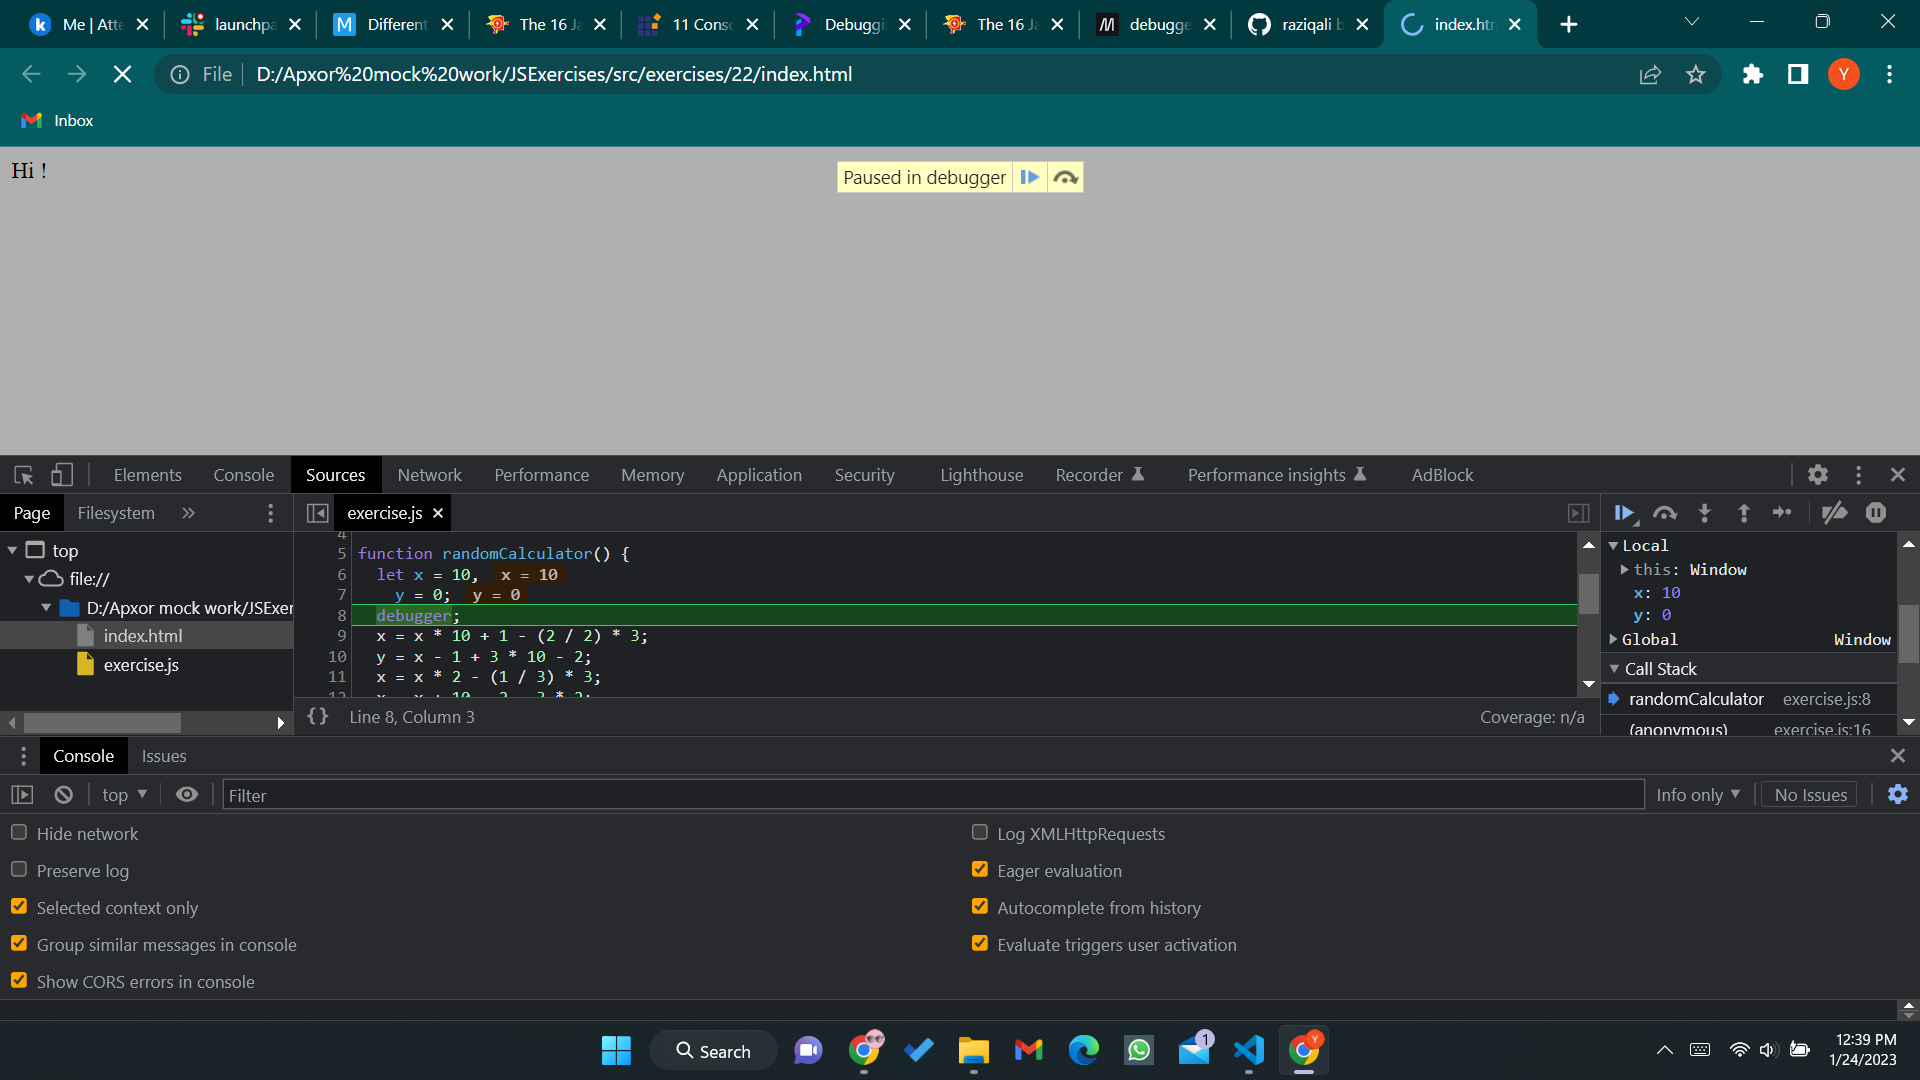 Me | Atte
launchpa
Different
The 16 Ja
11 Conso
Debuggin
The 16 Ja
debugge
raziqali b
index.htm
File
D:/Apxor%20mock%20work/JSExercises/src/exercises/22/index.html
Y
Inbox
Hi !
Paused in debugger
Elements
Console
Sources
Network
Performance
Memory
Application
Security
Lighthouse
Recorder
Performance insights
AdBlock
Page
Filesystem
»
exercise.js
top
file://
D:/Apxor mock work/JSExer
index.html
exercise.js
4
5 function randomCalculator() {
6 let x = 10, x = 10
7 y = 0; y = 0
8 debugger;
9 x = x * 10 + 1 - (2 / 2) * 3;
10 y = x - 1 + 3 * 10 - 2;
11 x = x * 2 - (1 / 3) * 3;
12
{} Line 8, Column 3
Coverage: n/a
Local
this: Window
x: 10
y: 0
Global Window
Call Stack
randomCalculator exercise.js:8
(anonymous) exercise.js:16
Console
Issues
top
Filter
Info only
No Issues
Hide network
Log XMLHttpRequests
Preserve log
Eager evaluation
Selected context only
Autocomplete from history
Group similar messages in console
Evaluate triggers user activation
Show CORS errors in console
Search
1
Y
12:39 PM
1/24/2023